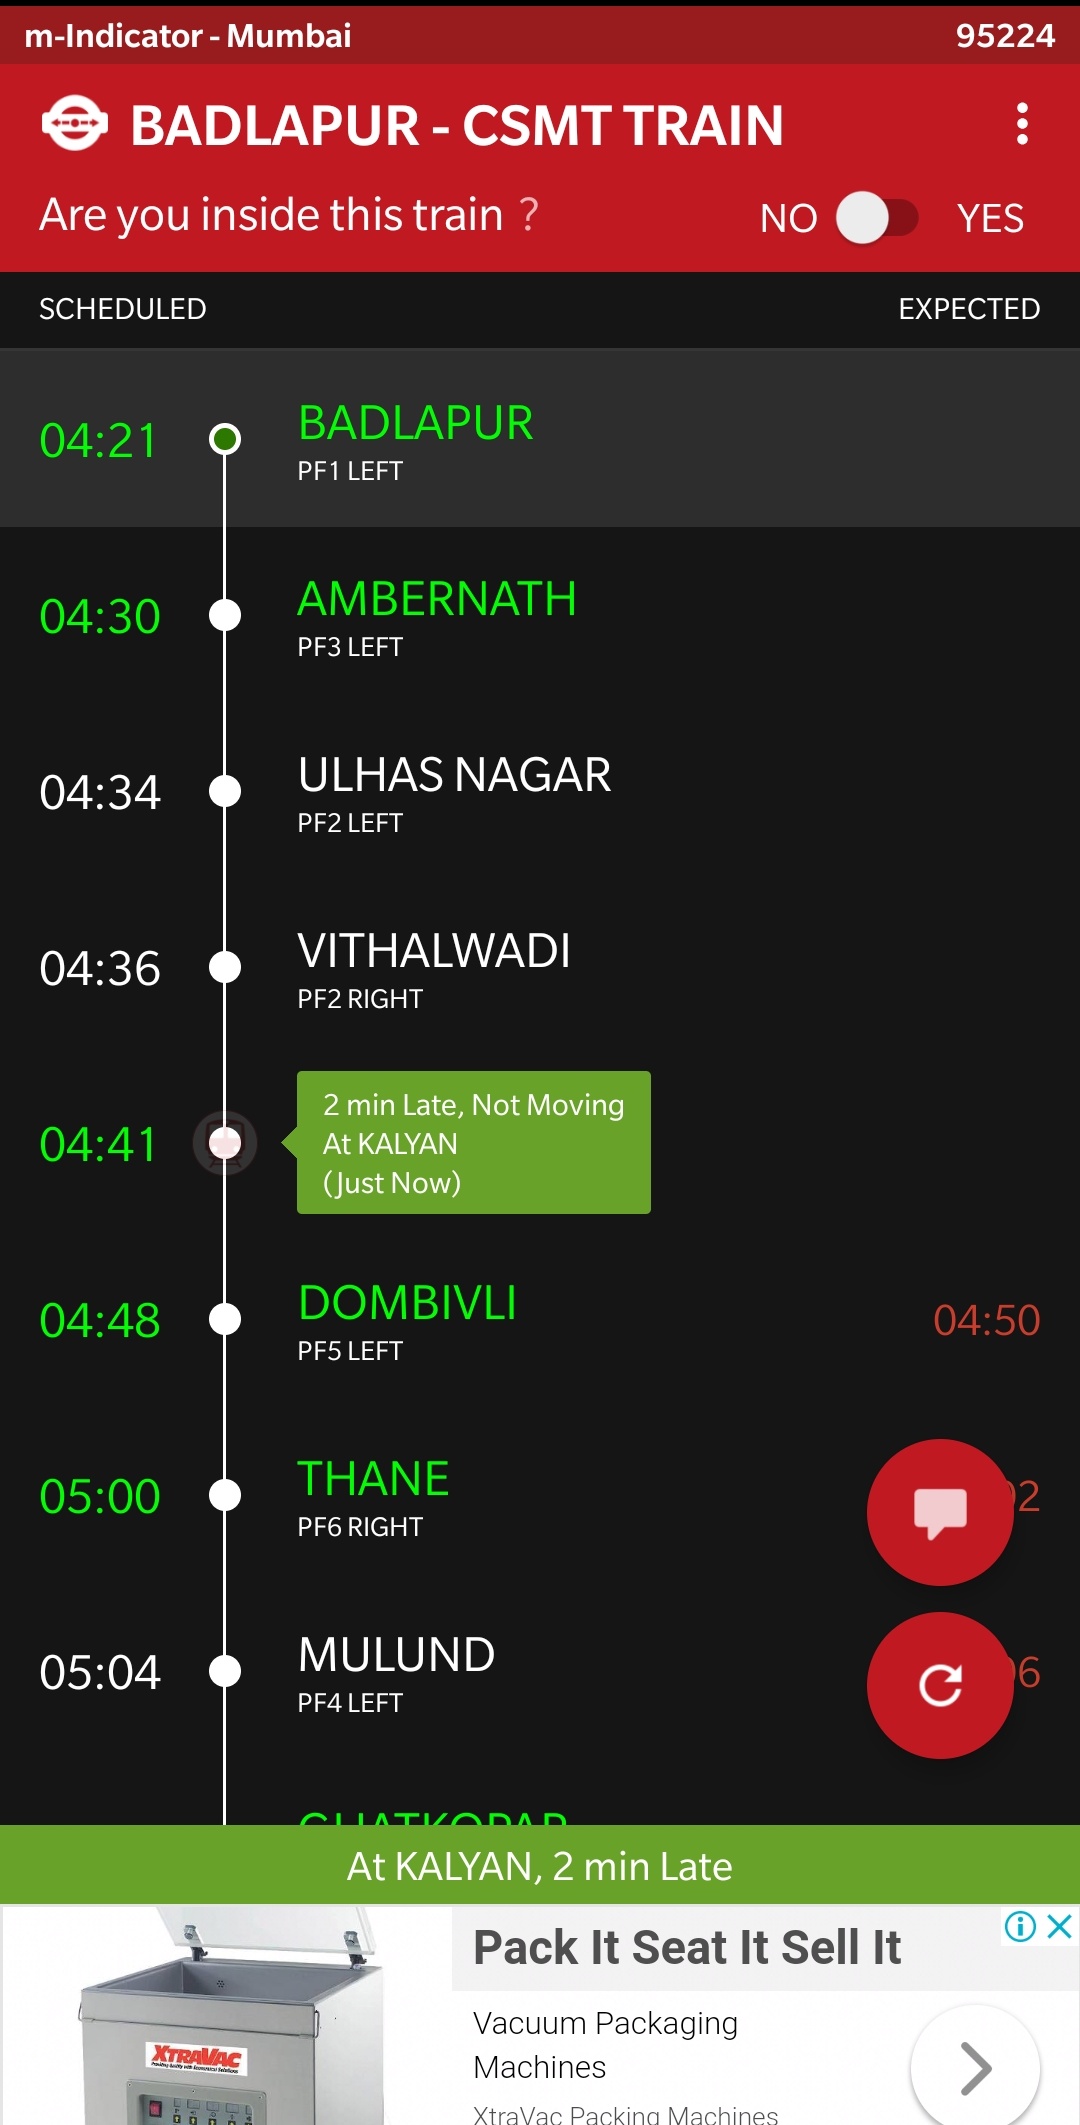 m-Indicator - Mumbai 95224
BADLAPUR - CSMT TRAIN
Are you inside this train ? NO YES
SCHEDULED EXPECTED
04:21 BADLAPUR
PF1 LEFT
04:30 AMBERNATH
PF3 LEFT
04:34 ULHAS NAGAR
PF2 LEFT
04:36 VITHALWADI
PF2 RIGHT
2 min Late, Not Moving
04:41 At KALYAN
(Just Now)
04:48 DOMBIVLI 04:50
PF5 LEFT
05:00 THANE 2
PF6 RIGHT
05:04 MULUND 6
PF4 LEFT
GHATKOPAR
At KALYAN, 2 min Late
Pack It Seat It Sell It
Vacuum Packaging
Machines
XtraVac Packing Machines
XTRAVAC